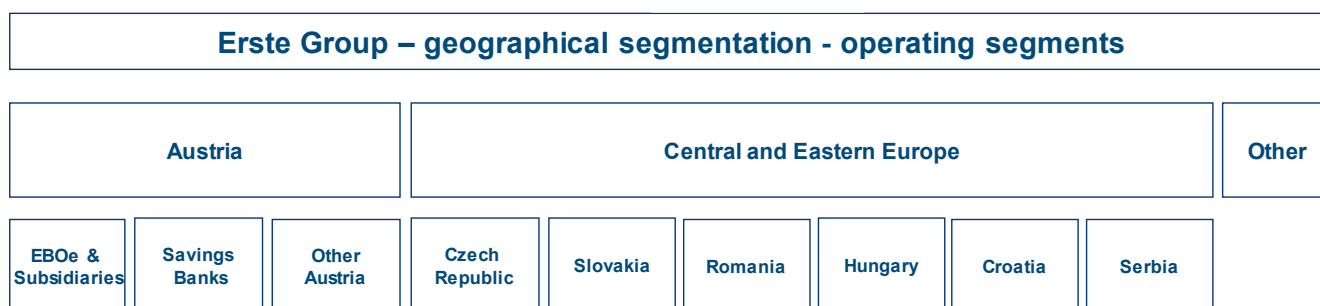 Erste Group – geographical segmentation - operating segments
Austria
Central and Eastern Europe
Other
EBOe &
Subsidiaries
Savings
Banks
Other
Austria
Czech
Republic
Slovakia
Romania
Hungary
Croatia
Serbia